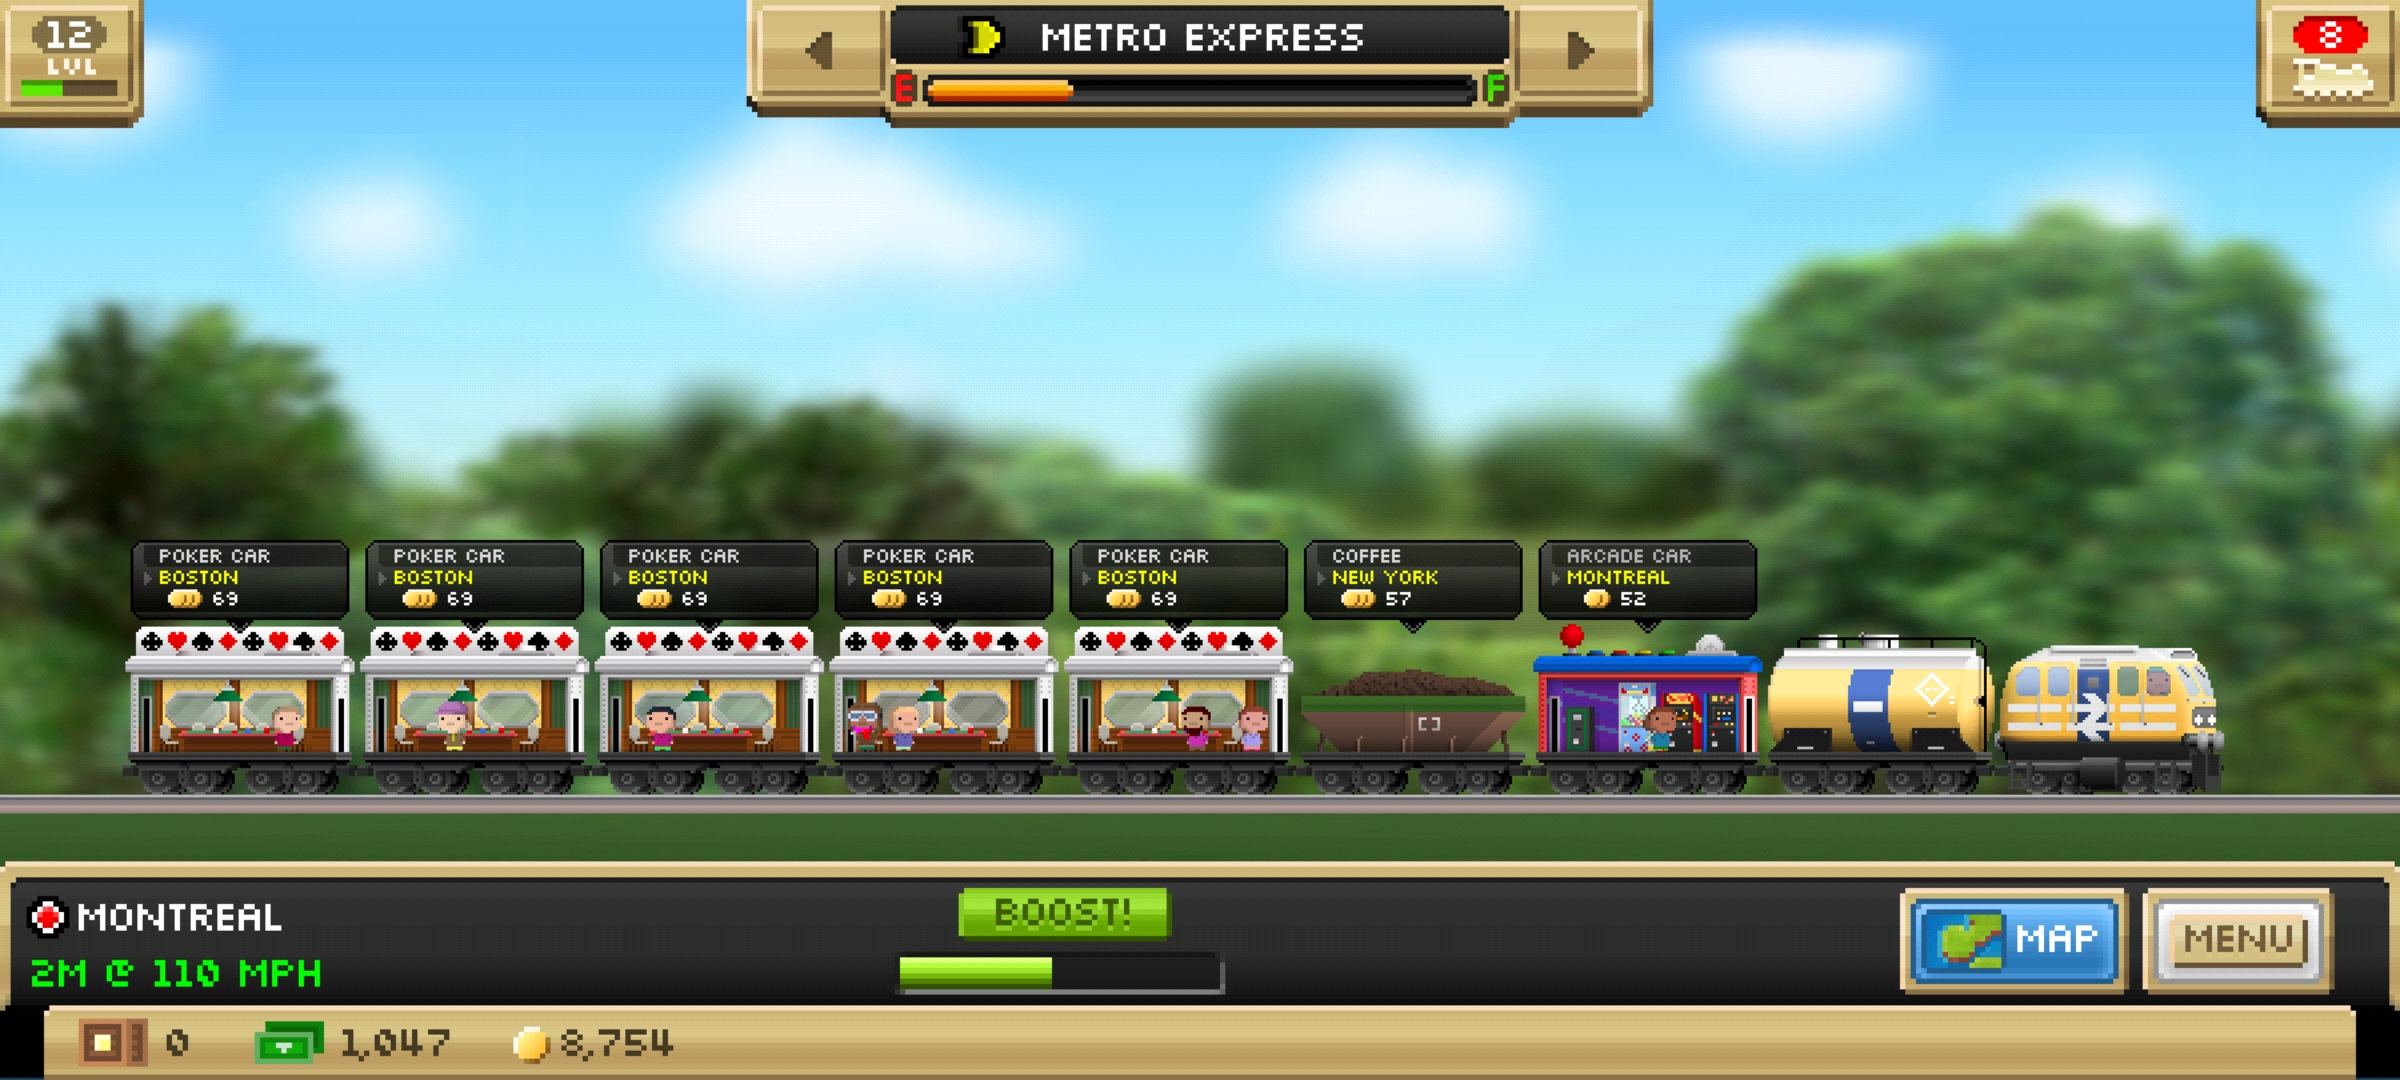 12
LVL
METRO EXPRESS
E F
8
POKER CAR
BOSTON
69
POKER CAR
BOSTON
69
POKER CAR
BOSTON
69
POKER CAR
BOSTON
69
POKER CAR
BOSTON
69
COFFEE
NEW YORK
57
ARCADE CAR
MONTREAL
52
MONTREAL
2M @ 110 MPH
BOOST!
MAP
MENU
0
1,047
8,754